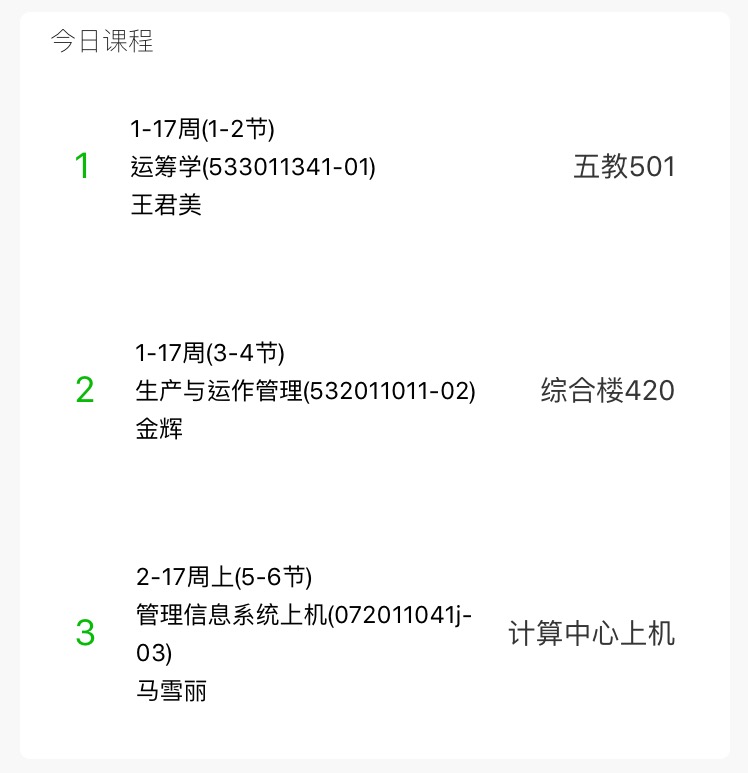 今日课程
1-17周(1-2节)
1
运筹学(533011341-01)
五教501
王君美
1-17周(3-4节)
2
生产与运作管理(532011011-02)
综合楼420
金辉
2-17周上(5-6节)
管理信息系统上机(072011041j-
3
计算中心上机
03)
马雪丽